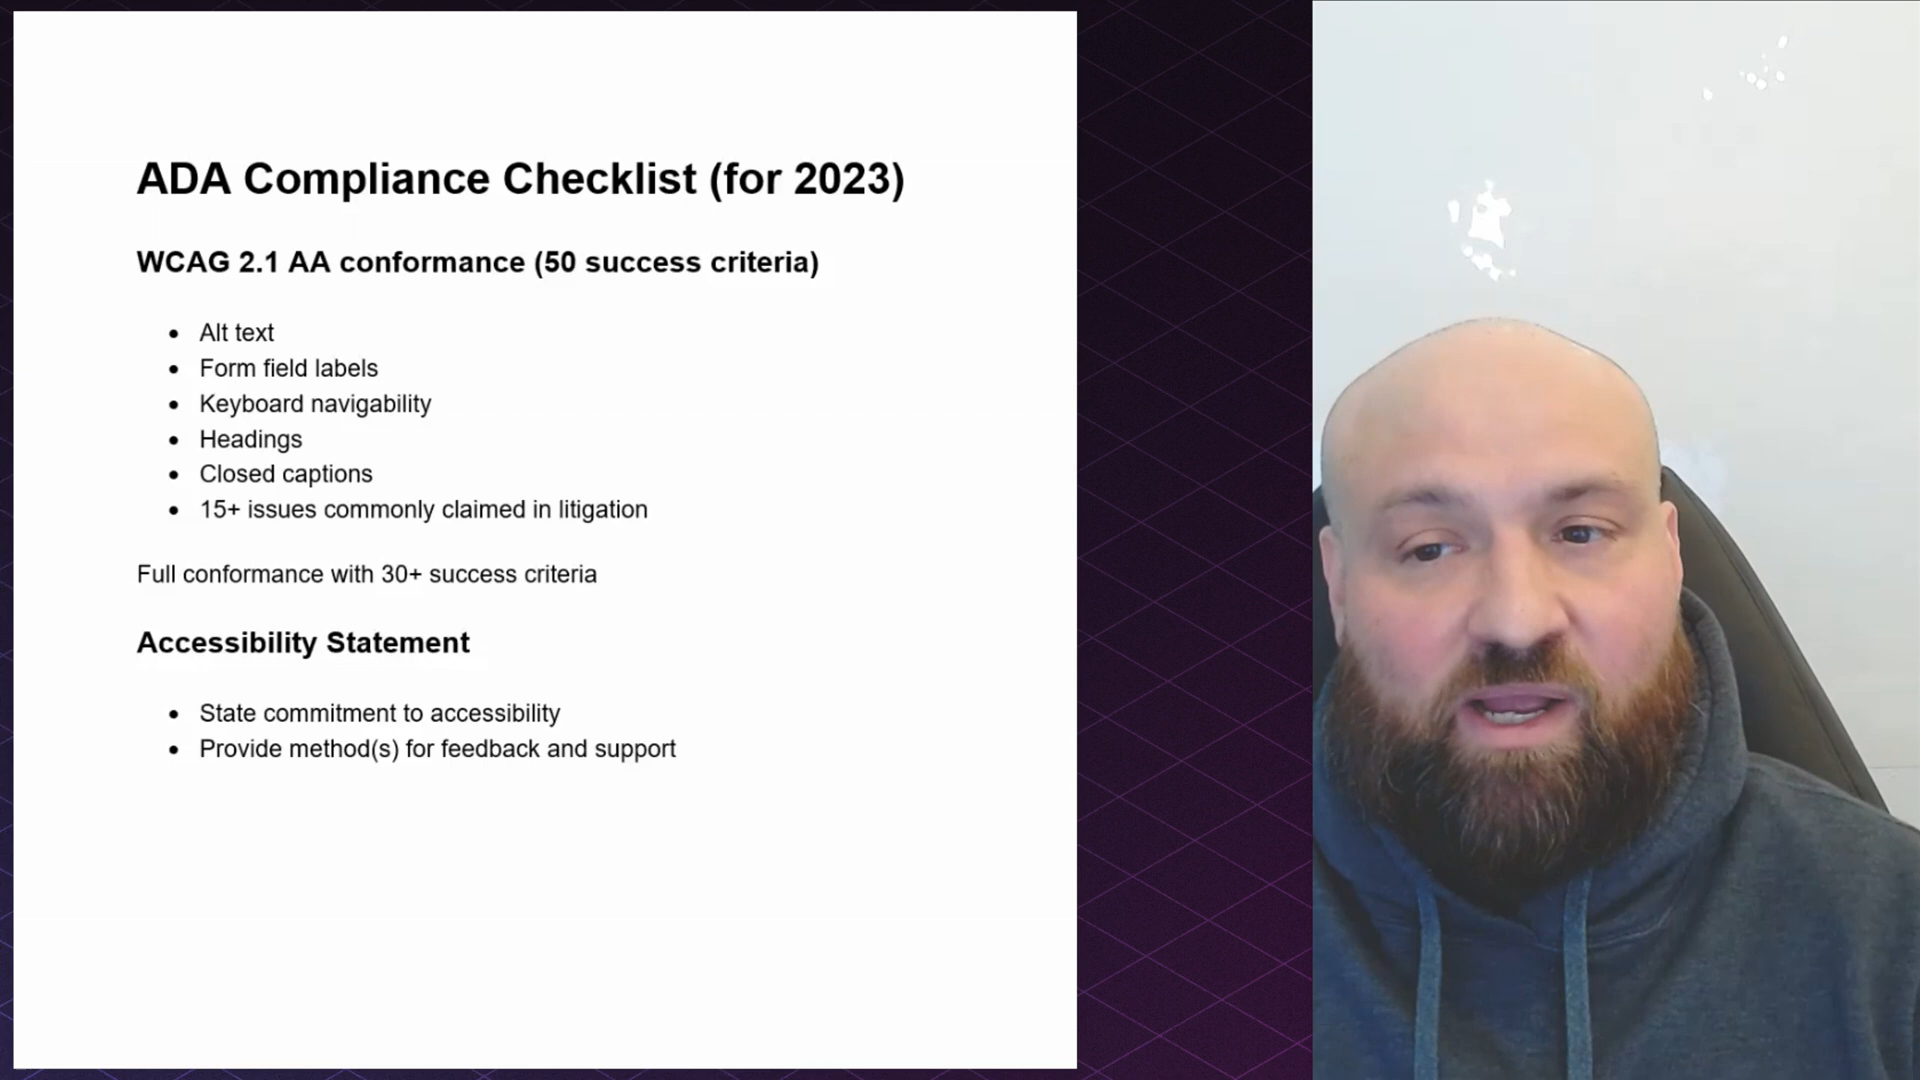 ADA Compliance Checklist (for 2023)
WCAG 2.1 AA conformance (50 success criteria)
Alt text
Form field labels
Keyboard navigability
Headings
Closed captions
15+ issues commonly claimed in litigation
Full conformance with 30+ success criteria
Accessibility Statement
State commitment to accessibility
Provide method(s) for feedback and support